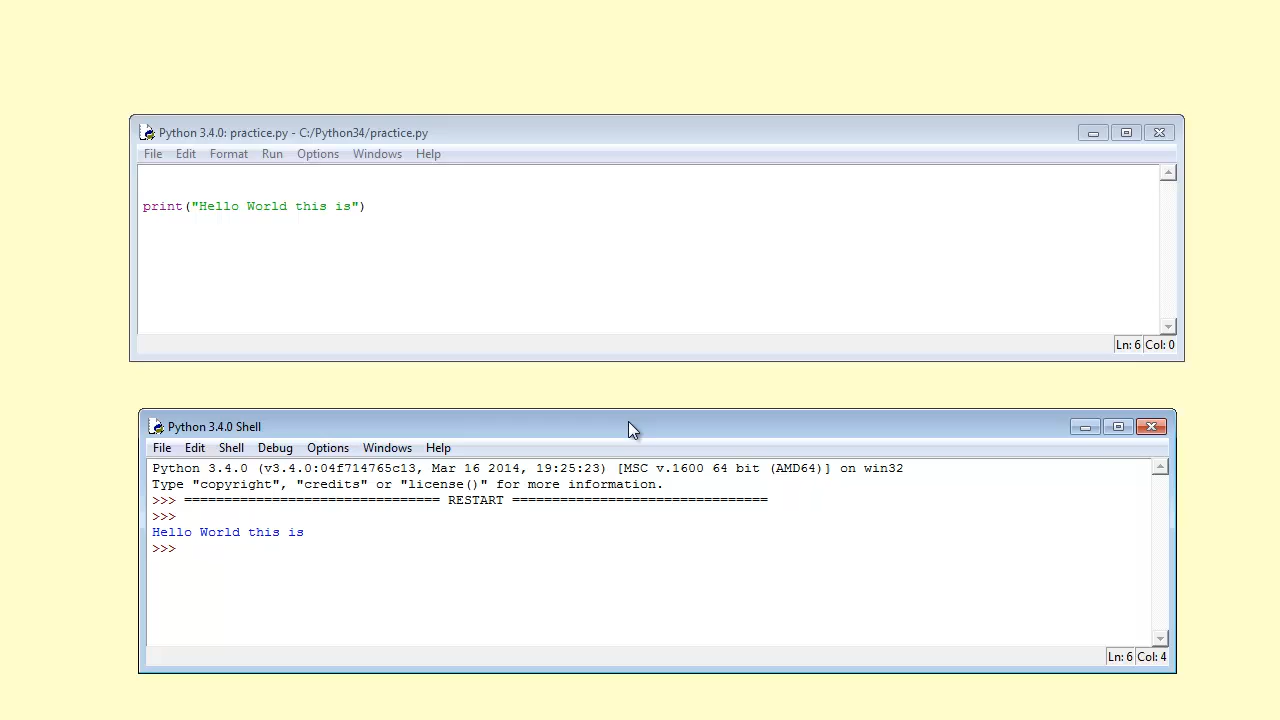 Python 3.4.0: practice.py - C:/Python34/practice.py
File Edit Format Run Options Windows Help
print("Hello World this is")
Ln: 6 Col: 0
Python 3.4.0 Shell
File Edit Shell Debug Options Windows Help
Python 3.4.0 (v3.4.0:04f714765c13, Mar 16 2014, 19:25:23) [MSC v.1600 64 bit (AMD64)] on win32
Type "copyright", "credits" or "license()" for more information.
>>> ================================ RESTART ================================
>>>
Hello World this is
>>>
Ln: 6 Col: 4